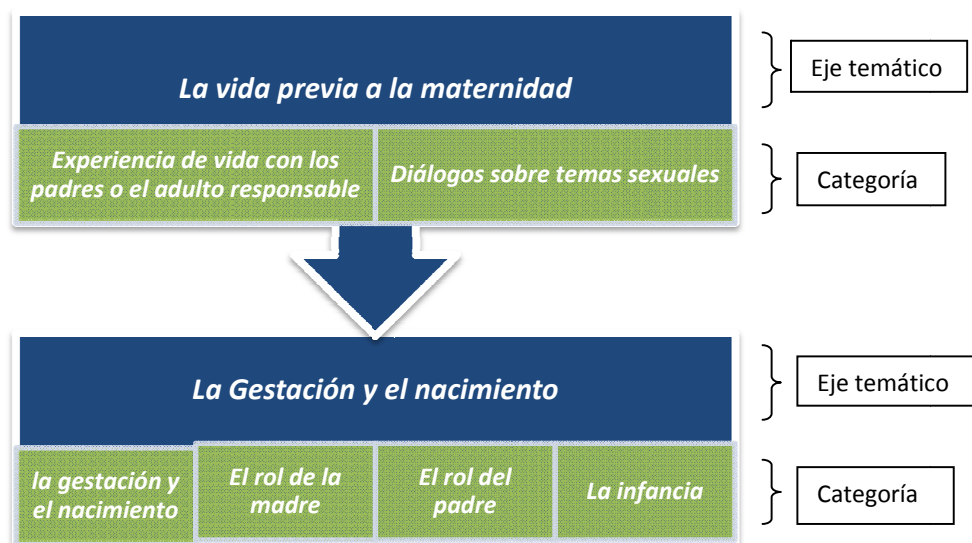 La vida previa a la maternidad
Eje temático
Experiencia de vida con los
padres o el adulto responsable
Diálogos sobre temas sexuales
Categoría
La Gestación y el nacimiento
Eje temático
la gestación y
el nacimiento
El rol de la
madre
El rol del
padre
La infancia
Categoría